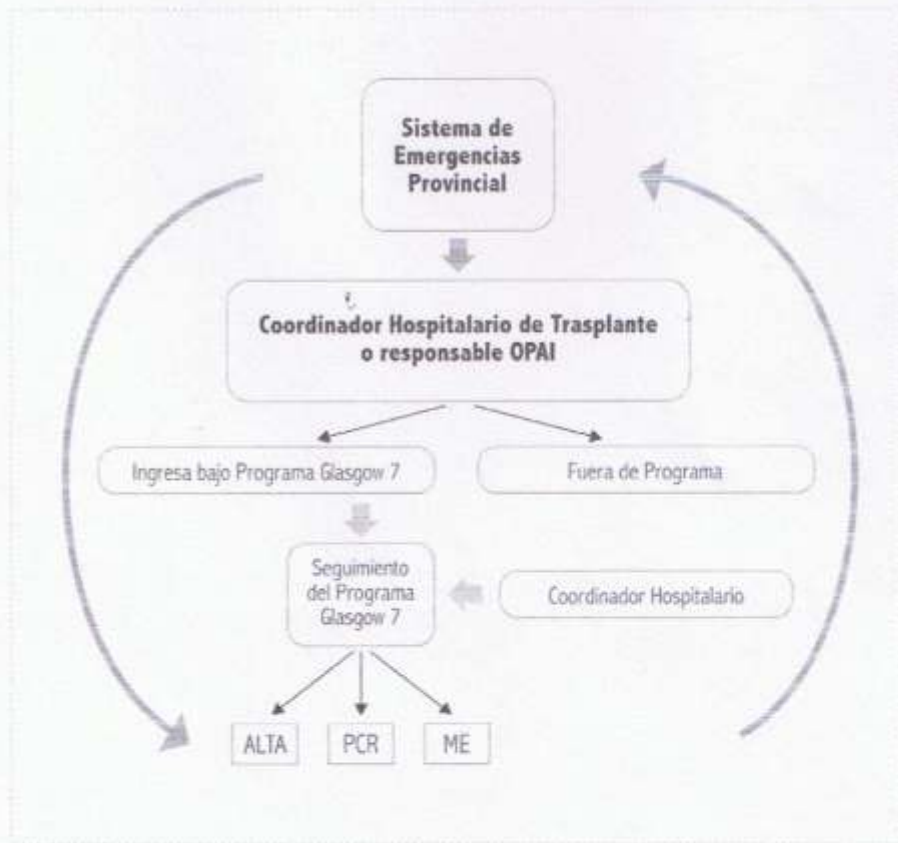 Sistema de
Emergencias
Provincial
Coordinador Hospitalario de Trasplante
o responsable OPAI
Ingresa bajo Programa Glasgow 7
Fuera de Programa
Seguimiento
del Programa
Glasgow 7
Coordinador Hospitalario
ALTA
PCR
ME